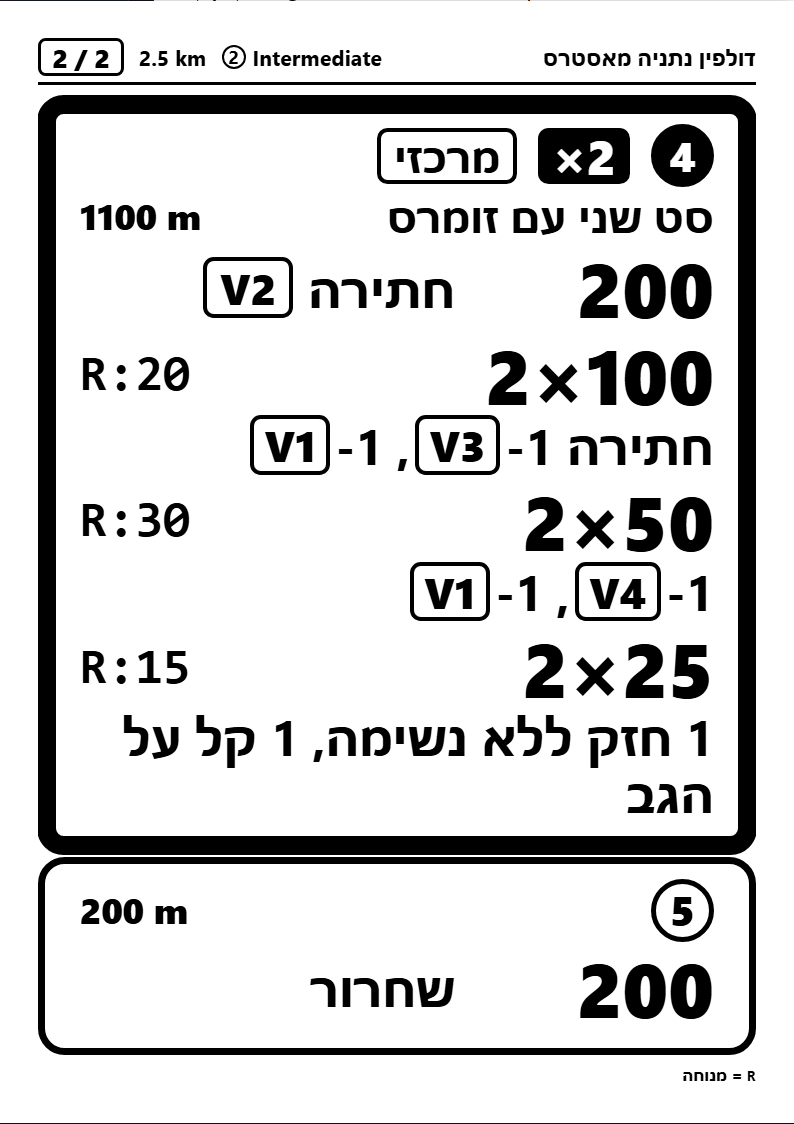 דולפין נתניה מאסטרס 2.5 km ② Intermediate 2 / 2
4 ×2 מרכזי
סט שני עם זומרס 1100 m
200 חתירה V2
2×100 R:20
חתירה 1- V3, 1- V1
2×50 R:30
1- V4, 1- V1
2×25 R:15
1 חזק ללא נשימה, 1 קל על
הגב
5 200 m
200 שחרור
R = מנוחה